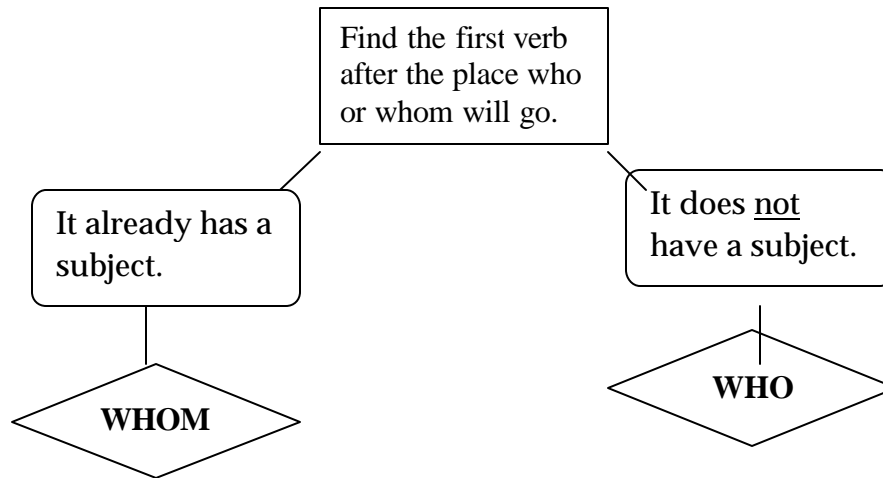 Find the first verb
after the place who
or whom will go.
It already has a
subject.
It does not
have a subject.
WHOM
WHO